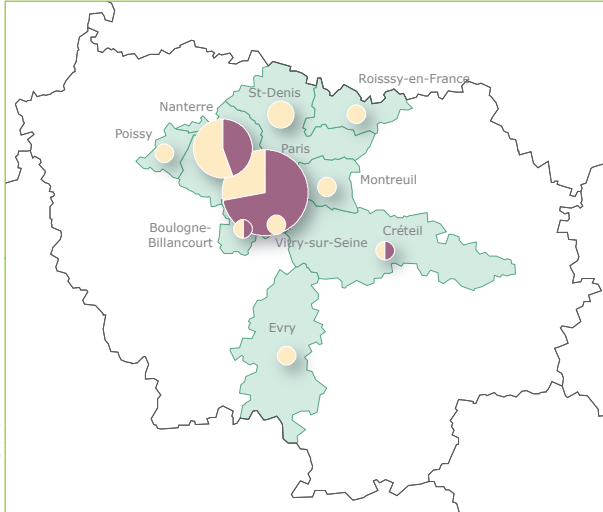 Roisssy-en-France
St-Denis
Nanterre
Poissy
Paris
Montreuil
Boulogne-
Billancourt
Créteil
Vitry-sur-Seine
Evry